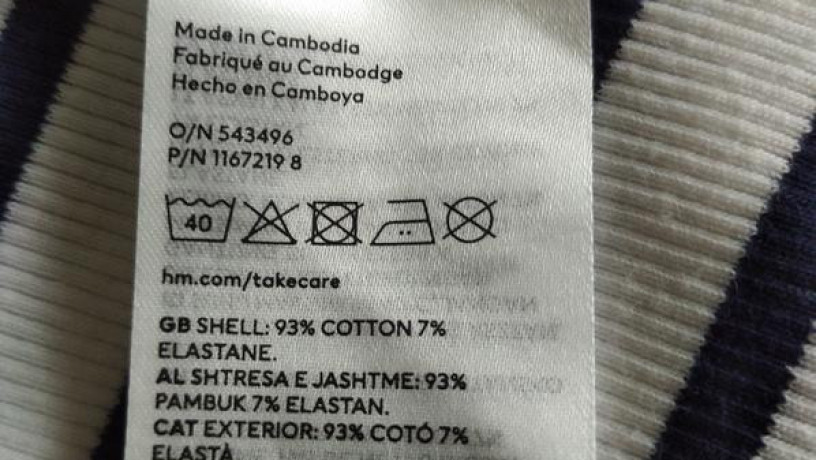 Made in Cambodia
Fabriqué au Cambodge
Hecho en Camboya
O/N 543496
P/N 1167219 8
40
hm.com/takecare
GB SHELL: 93% COTTON 7%
ELASTANE.
AL SHTRESA E JASHTME: 93%
PAMBUK 7% ELASTAN.
CAT EXTERIOR: 93% COTÓ 7%
ELASTÀ